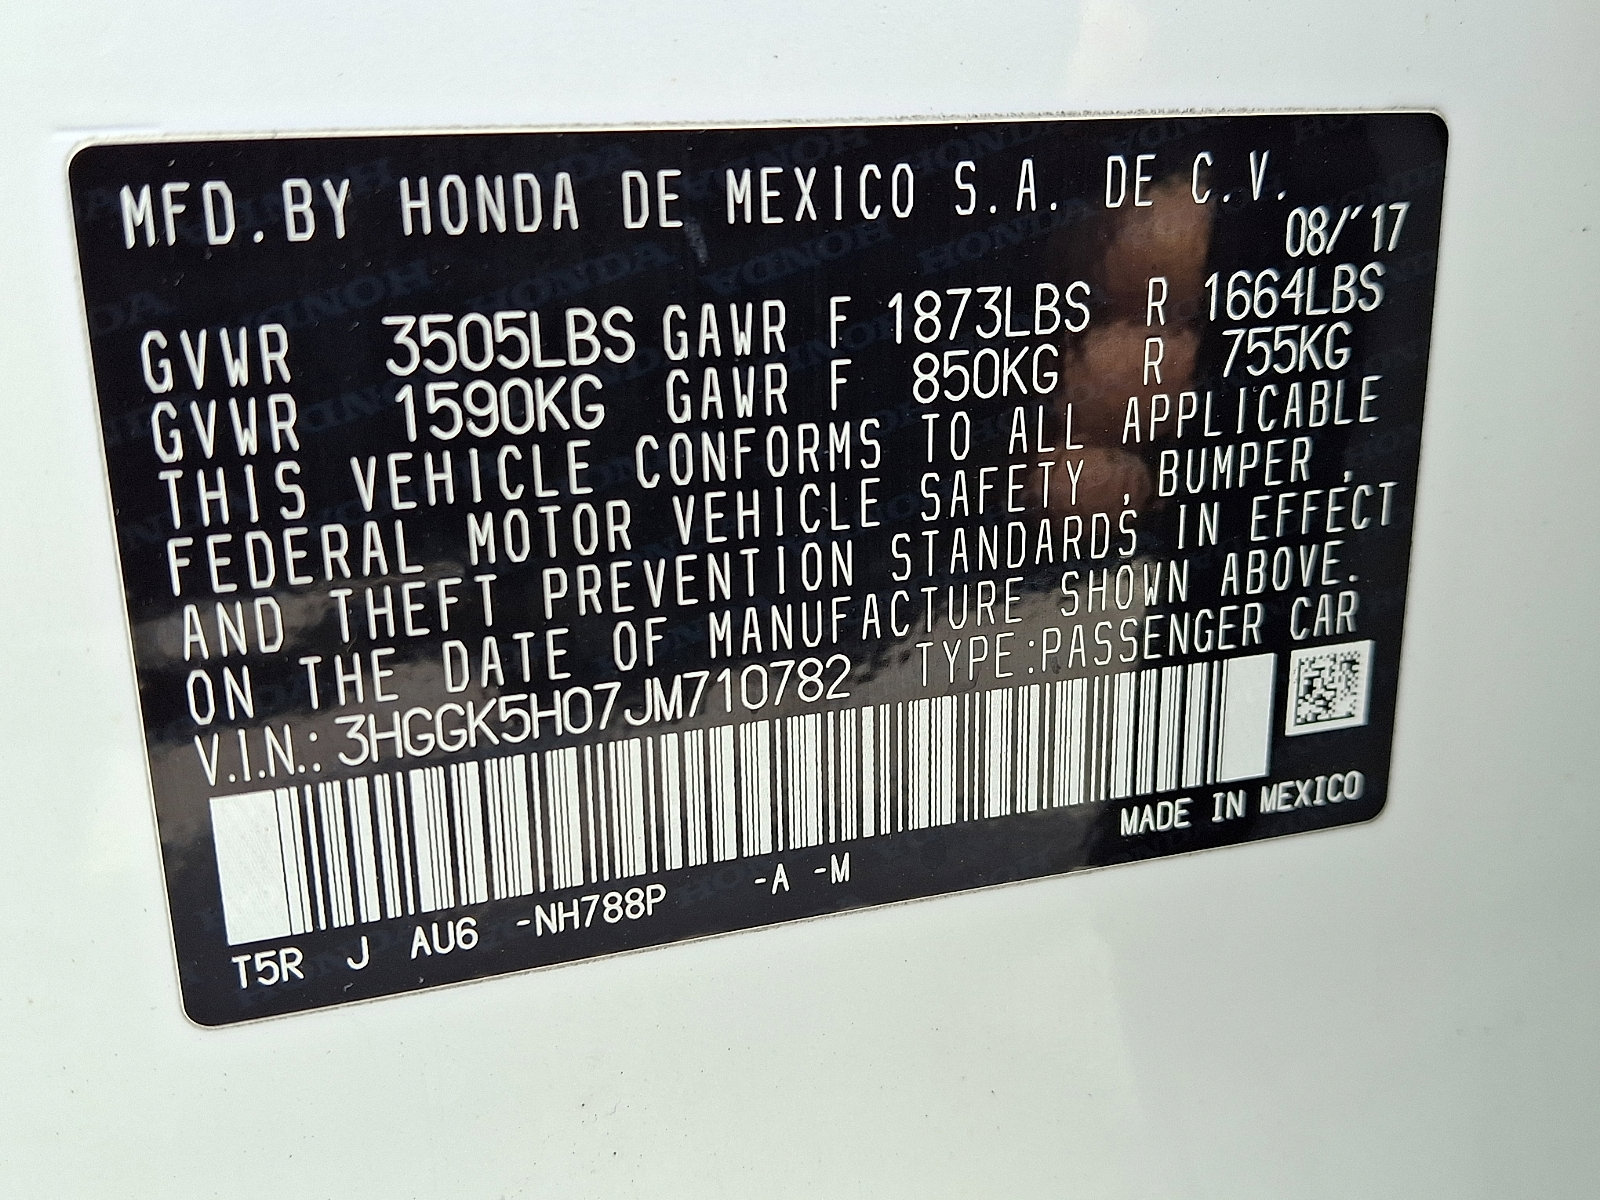 MFD. BY HONDA DE MEXICO S.A. DE C.V.
08/'17
GVWR 3505LBS GAWR F 1873LBS R 1664LBS
GVWR 1590KG GAWR F 850KG R 755KG
THIS VEHICLE CONFORMS TO ALL APPLICABLE
FEDERAL MOTOR VEHICLE SAFETY , BUMPER ,
AND THEFT PREVENTION STANDARDS IN EFFECT
ON THE DATE OF MANUFACTURE SHOWN ABOVE.
V.I.N.: 3HGGK5H07JM710782 TYPE:PASSENGER CAR
MADE IN MEXICO
T5R J AU6 -NH788P -A -M